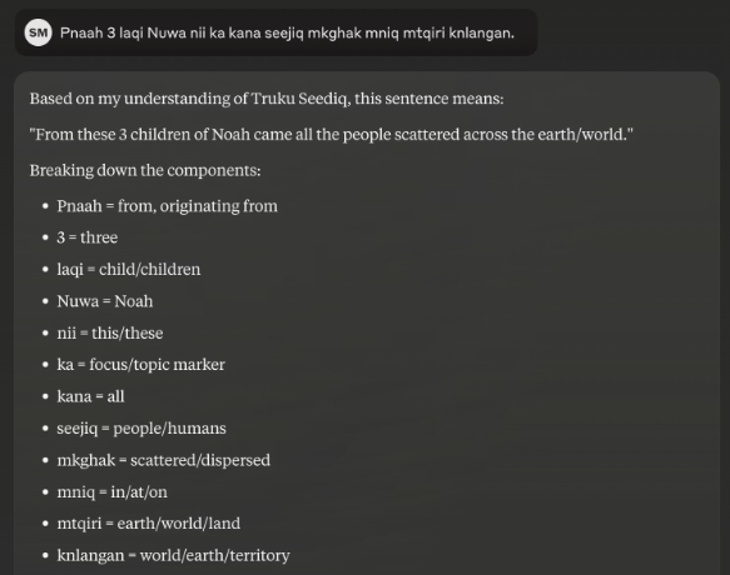 SM Pnaah 3 laqi Nuwa nii ka kana seejiq mkghak mniq mtqiri knlangan.
Based on my understanding of Truku Seediq, this sentence means:
"From these 3 children of Noah came all the people scattered across the earth/world."
Breaking down the components:
• Pnaah = from, originating from
• 3 = three
• laqi = child/children
• Nuwa = Noah
• nii = this/these
• ka = focus/topic marker
• kana = all
• seejiq = people/humans
• mkghak = scattered/dispersed
• mniq = in/at/on
• mtqiri = earth/world/land
• knlangan = world/earth/territory